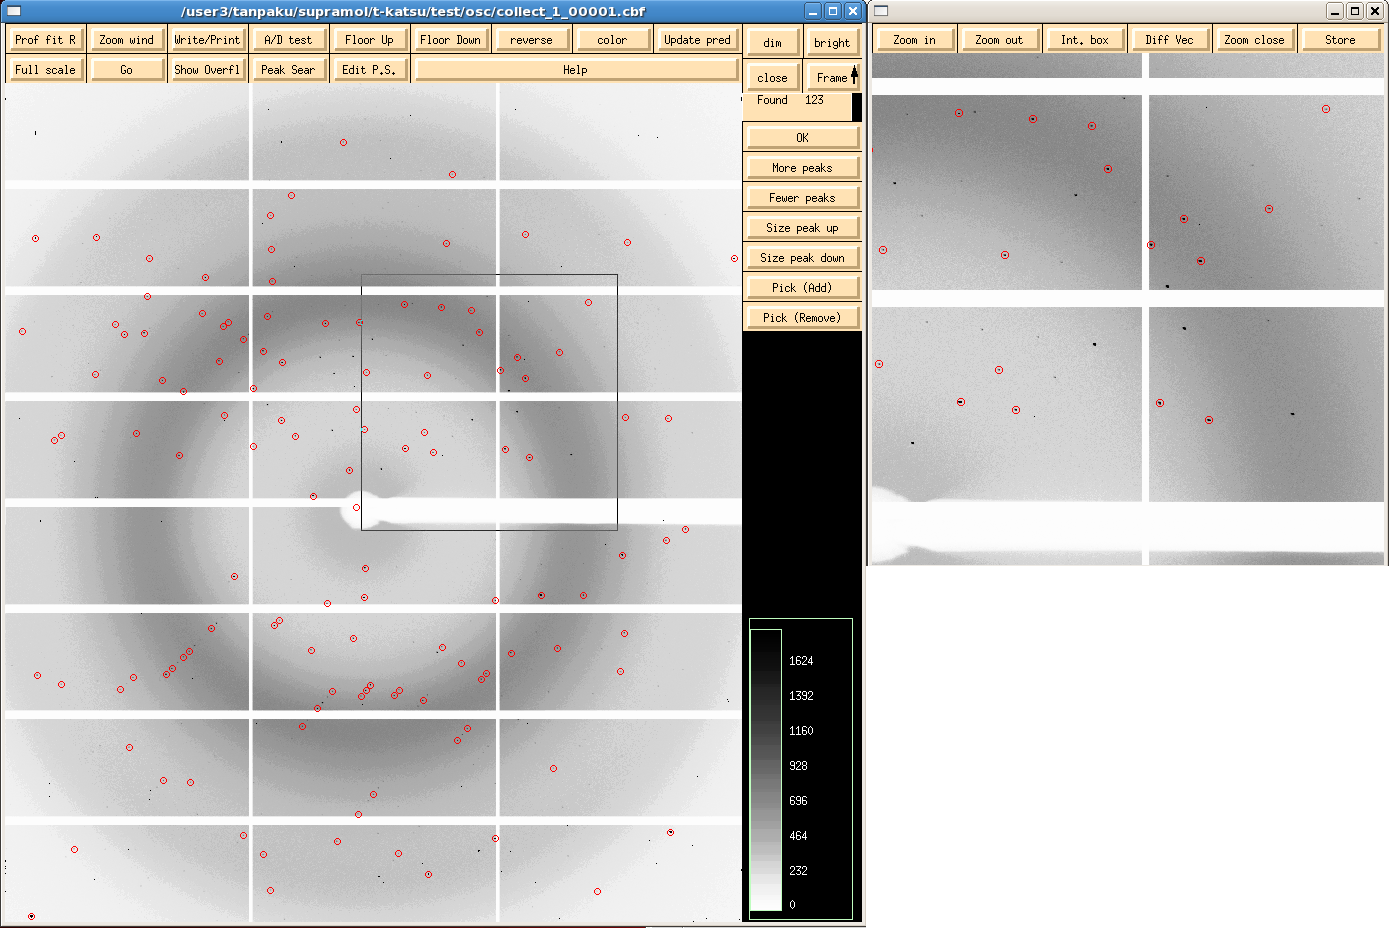 /user3/tanpaku/supramol/t-katsu/test/osc/collect_1_00001.cbf
Prof fit R
Zoom wind
Write/Print
A/D test
Floor Up
Floor Down
reverse
color
Update pred
dim
bright
Full scale
Go
Show Overfl
Peak Sear
Edit P.S.
Help
close
Frame
Found 123
OK
More peaks
Fewer peaks
Size peak up
Size peak down
Pick (Add)
Pick (Remove)
1624
1392
1160
928
696
464
232
0
Zoom in
Zoom out
Int. box
Diff Vec
Zoom close
Store